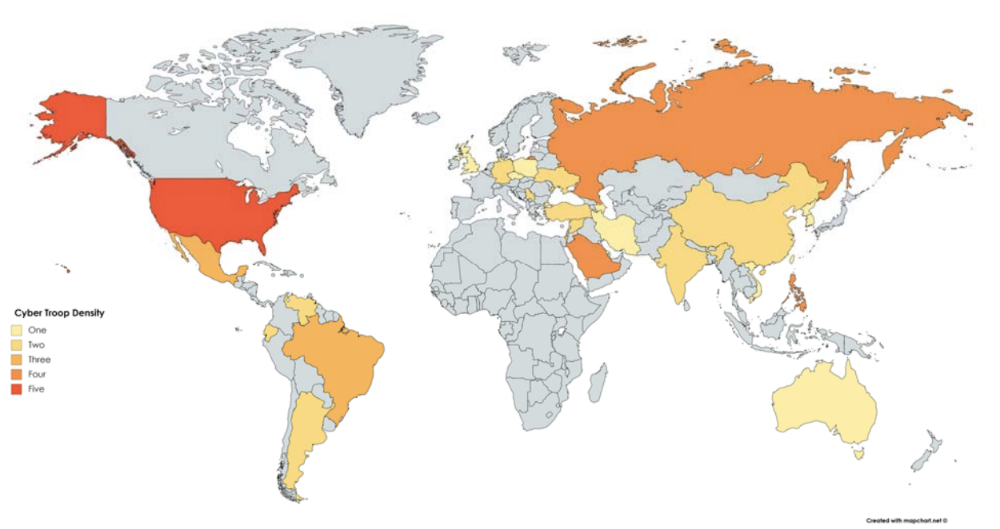 Cyber Troop Density
One
Two
Three
Four
Five
Created with mapchart.net ©